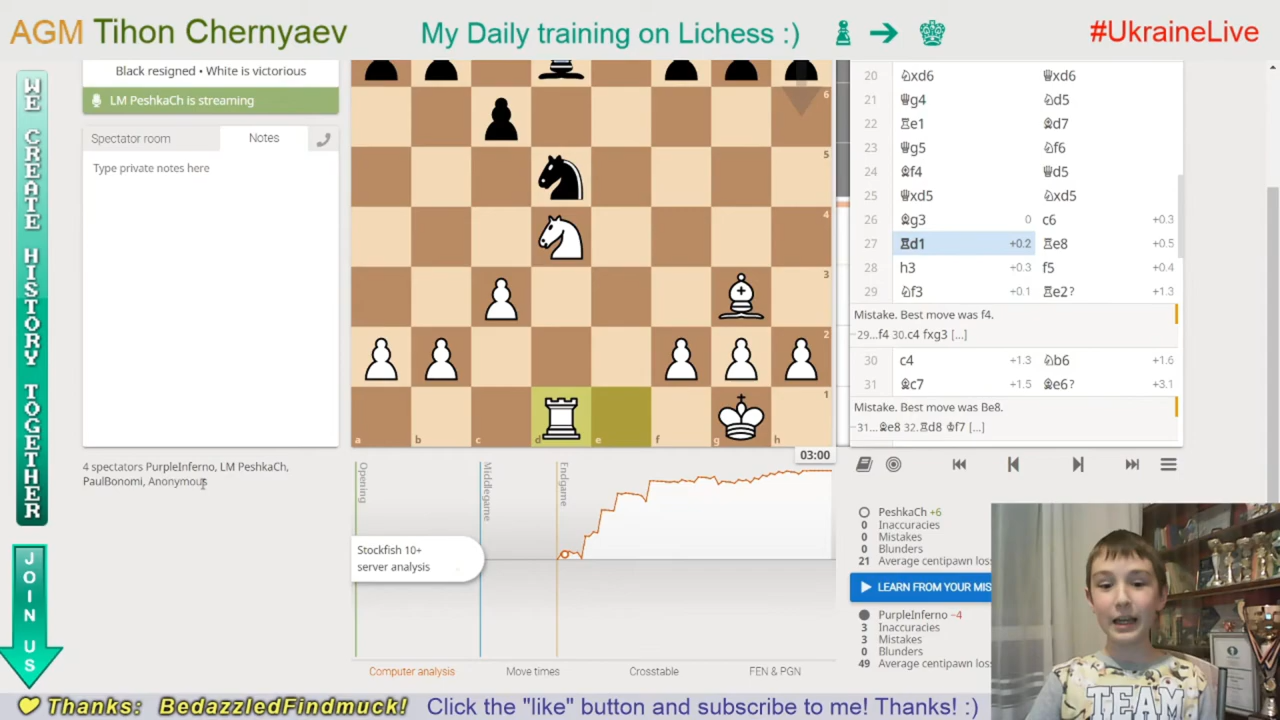 AGM Tihon Chernyaev
My Daily training on Lichess :)
#UkraineLive
WE CREATE HISTORY TOGETHER
JOIN US
Black resigned • White is victorious
LM PeshkaCh is streaming
Spectator room
Notes
Type private notes here
4 spectators PurpleInferno, LM PeshkaCh,
PaulBonomi, Anonymous
6
5
4
3
2
1
a b c d e f g h
03:00
Opening
Middlegame
Endgame
Stockfish 10+
server analysis
Computer analysis
Move times
Crosstable
FEN & PGN
20 ♘xd6 ♕xd6
21 ♕g4 ♘d5
22 ♖e1 ♗d7
23 ♕g5 ♘f6
24 ♗f4 ♕d5
25 ♕xd5 ♘xd5
26 ♗g3 0 c6 +0.3
27 ♖d1 +0.2 ♖e8 +0.5
28 h3 +0.3 f5 +0.4
29 ♘f3 +0.1 ♖e2? +1.3
Mistake. Best move was f4.
29...f4 30.c4 fxg3 [...]
30 c4 +1.3 ♘b6 +1.6
31 ♗c7 +1.5 ♗e6? +3.1
Mistake. Best move was Be8.
31...♗e8 32.♖d8 ♔f7 [...]
PeshkaCh +6
0 Inaccuracies
0 Mistakes
0 Blunders
21 Average centipawn loss
LEARN FROM YOUR MIS
PurpleInferno −4
3 Inaccuracies
3 Mistakes
0 Blunders
49 Average centipawn loss
TEAM
Thanks: BedazzledFindmuck!
Click the "like" button and subscribe to me! Thanks! :)